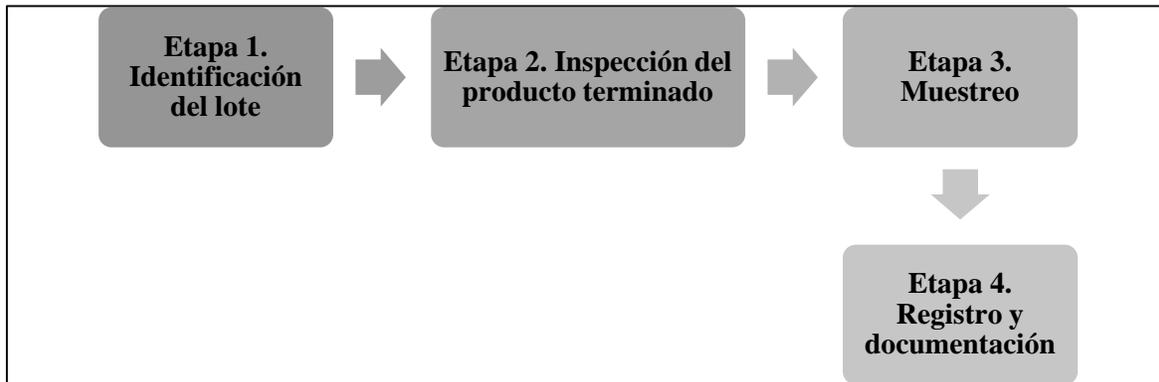 Etapa 1.
Identificación
del lote
Etapa 2. Inspección del
producto terminado
Etapa 3.
Muestreo
Etapa 4.
Registro y
documentación